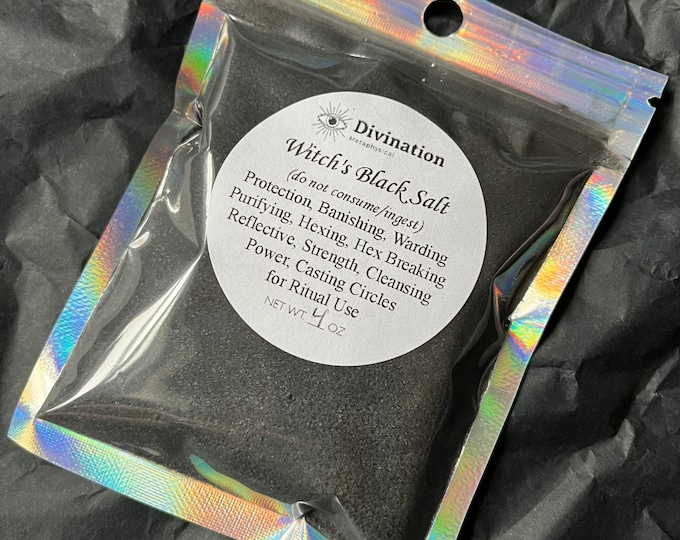 Divination
Metaphysical
Witch's Black Salt
(do not consume/ingest)
Protection, Banishing, Warding
Purifying, Hexing, Hex Breaking
Reflective, Strength, Cleansing
Power, Casting Circles
for Ritual Use
NET WT. 4 OZ